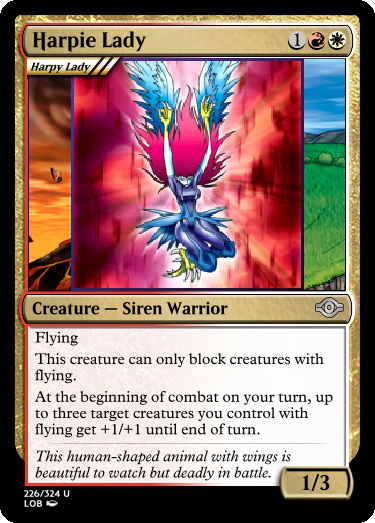 Harpie Lady
Harpy Lady
1
Creature — Siren Warrior
Flying
This creature can only block creatures with
flying.
At the beginning of combat on your turn, up
to three target creatures you control with
flying get +1/+1 until end of turn.
This human-shaped animal with wings is
beautiful to watch but deadly in battle.
1/3
226/324 U
LOB